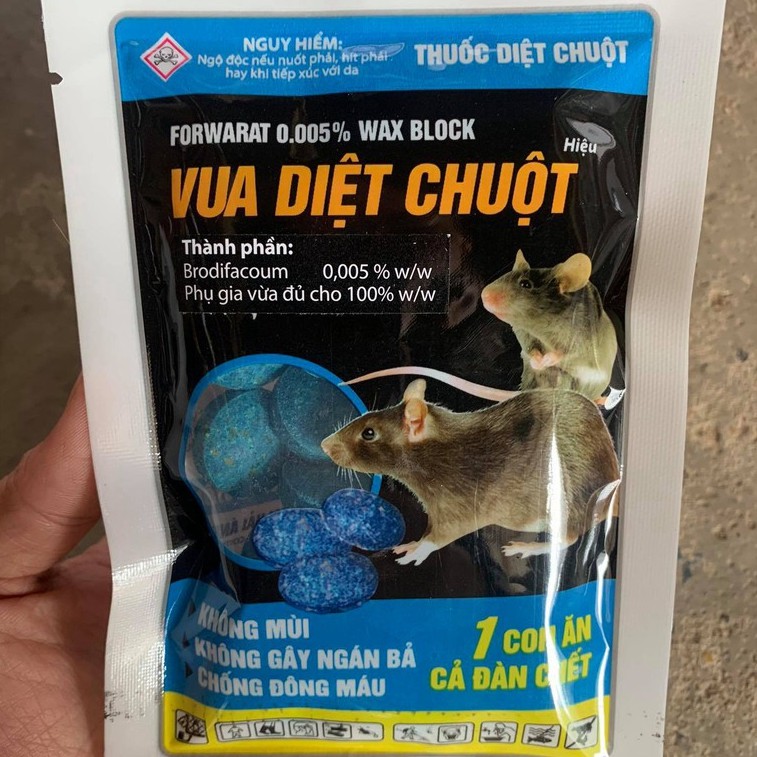 NGUY HIỂM:
Ngộ độc nếu nuốt phải, hít phải
hay khi tiếp xúc với da
THUỐC DIỆT CHUỘT
FORWARAT 0.005% WAX BLOCK
Hiệu
VUA DIỆT CHUỘT
Thành phần:
Brodifacoum 0,005 % w/w
Phụ gia vừa đủ cho 100% w/w
KHÔNG MÙI
KHÔNG GÂY NGÁN BẢ
CHỐNG ĐÔNG MÁU
1 CON ĂN
CẢ ĐÀN CHẾT